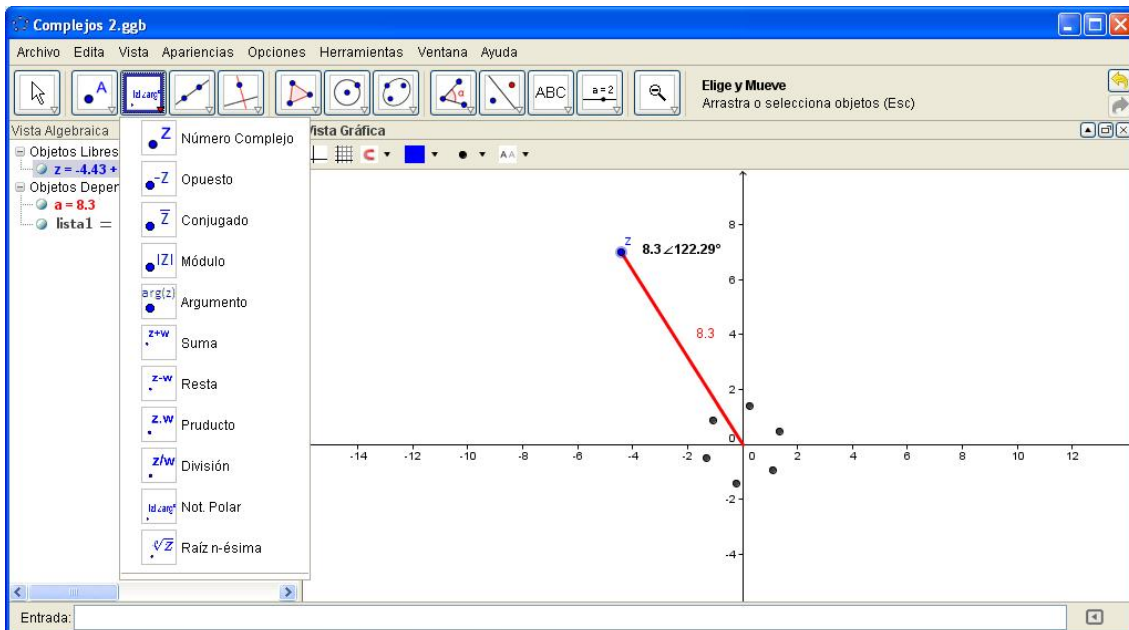 Complejos 2.ggb
Archivo Edita Vista Apariencias Opciones Herramientas Ventana Ayuda
A
|z|∠arg°
α
ABC
a = 2
Elige y Mueve
Arrastra o selecciona objetos (Esc)
Vista Algebraica
Vista Gráfica
Objetos Libres
z = -4.43 +
Objetos Deper
a = 8.3
lista1 =
Z Número Complejo
-Z Opuesto
Z Conjugado
|Z| Módulo
arg(z) Argumento
z+w Suma
z-w Resta
z.w Pruducto
z/w División
|z|∠arg° Not. Polar
Raíz n-ésima
A A
8
z 8.3∠122.29°
6
8.3 4
2
0
-14 -12 -10 -8 -6 -4 -2 0 2 4 6 8 10 12
-2
-4
Entrada: